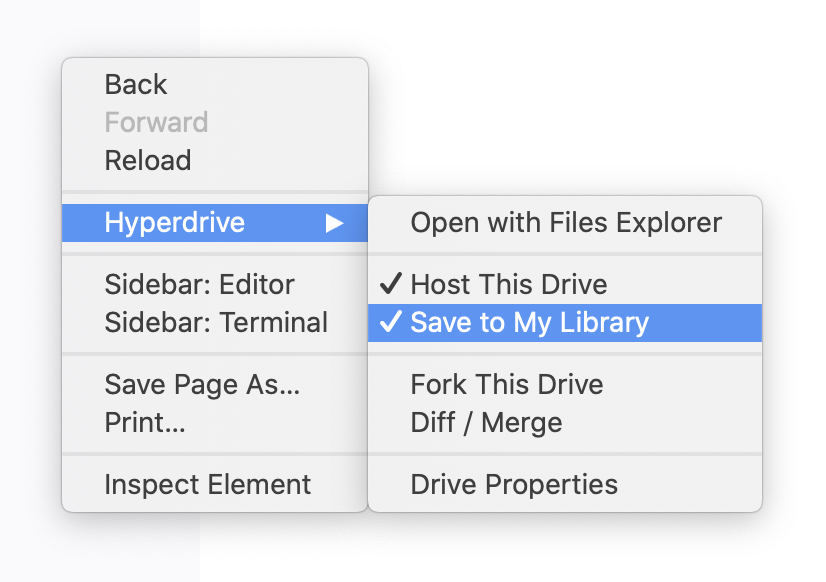 Back
Forward
Reload
Hyperdrive
Sidebar: Editor
Sidebar: Terminal
Save Page As...
Print...
Inspect Element
Open with Files Explorer
Host This Drive
Save to My Library
Fork This Drive
Diff / Merge
Drive Properties